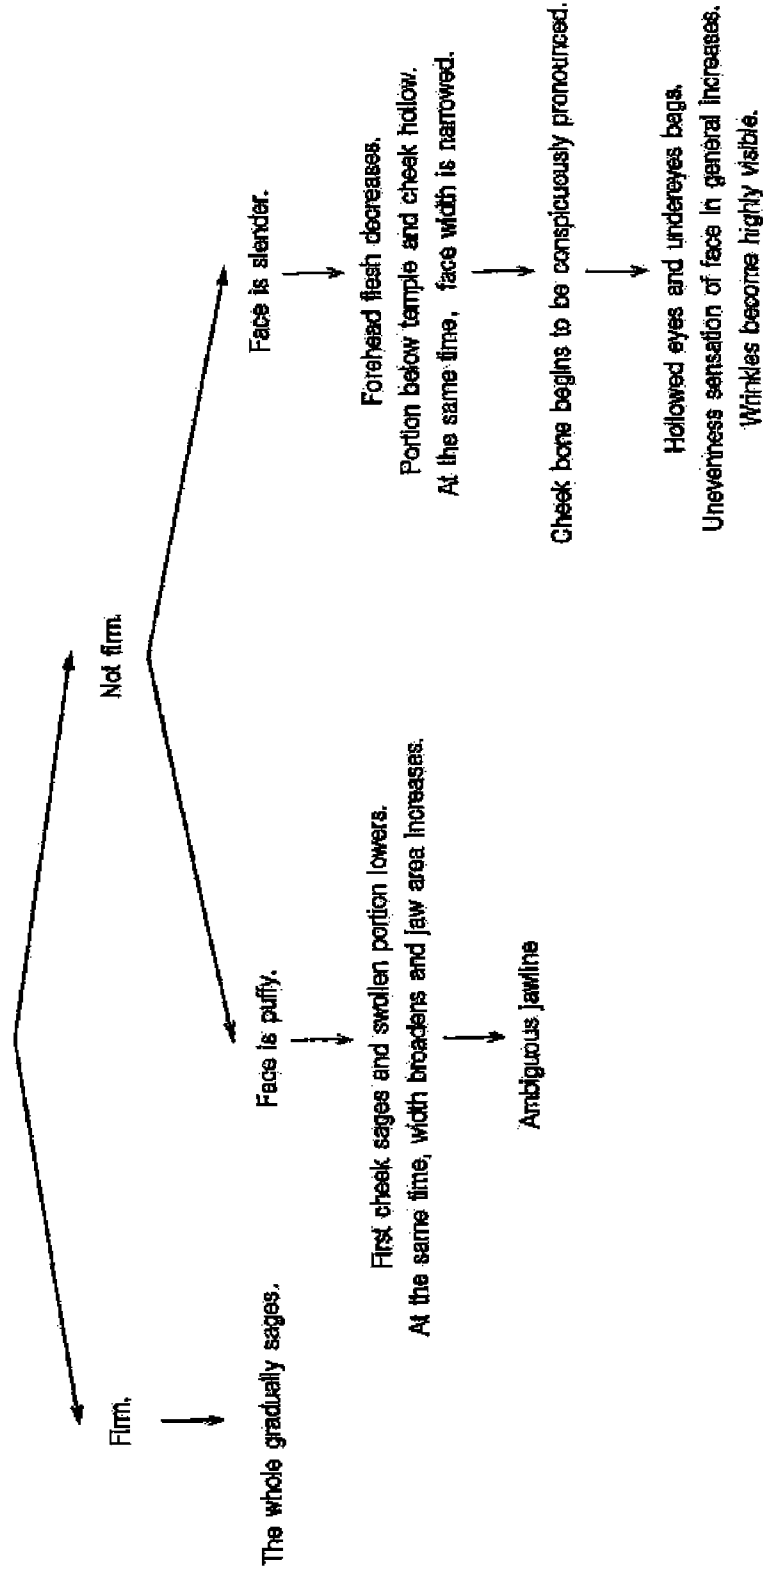 Firm.
Not firm.
The whole gradually sages.
Face is puffy.
Face is slender.
First cheek sages and swollen portion lowers.
At the same time, width broadens and jaw area increases.
Ambiguous jawline
Forehead flesh decreases.
Portion below temple and cheek hollow.
At the same time, face width is narrowed.
Cheek bone begins to be conspicuously pronounced.
Hollowed eyes and undereyes bags.
Unevenness sensation of face in general increases.
Wrinkles become highly visible.